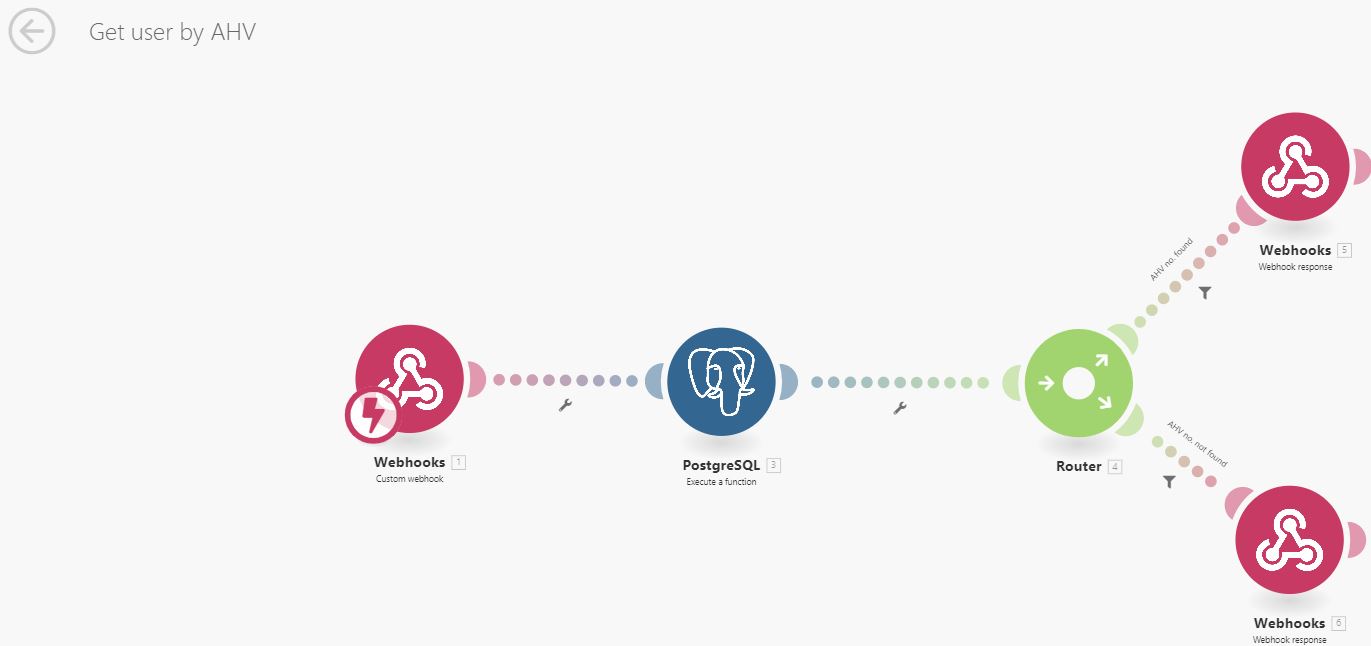 Get user by AHV
AHV no. found
Webhooks 5
Webhook response
Webhooks 1
Custom webhook
PostgreSQL 3
Execute a function
Router 4
AHV no. not found
Webhooks 6
Webhook response